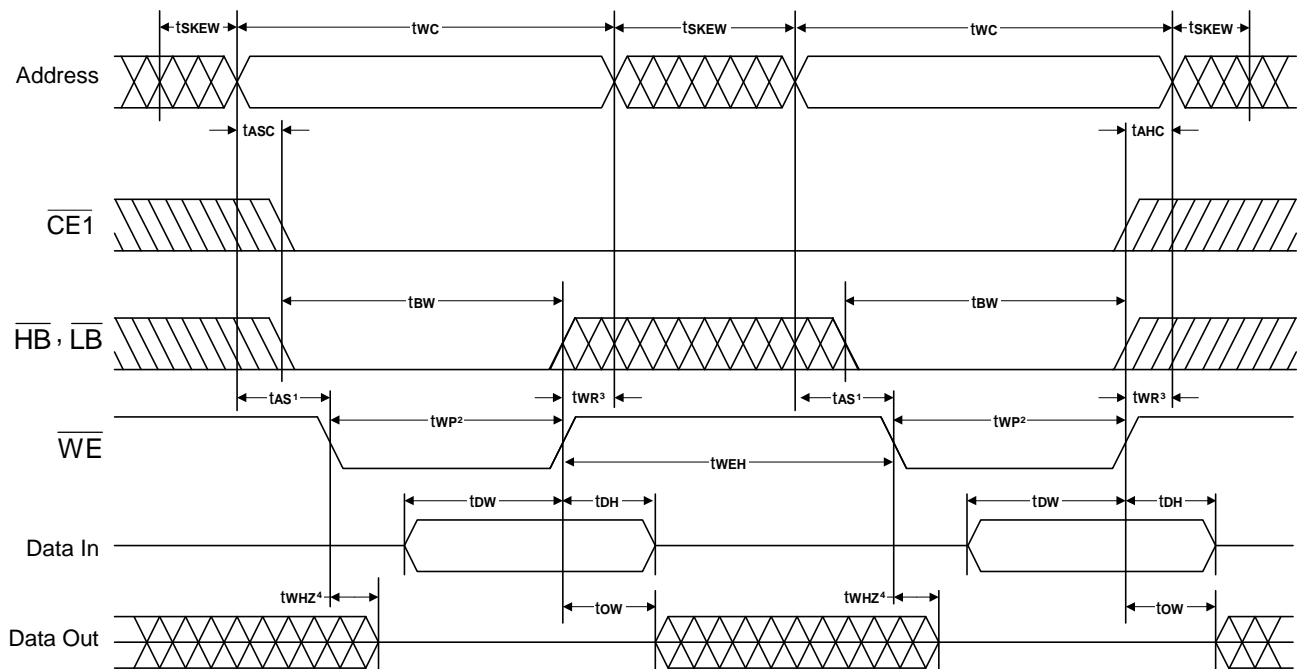 tSKEW tWC tSKEW tWC tSKEW
Address
tASC tAHC
CE1
tBW tBW
HB , LB
tAS1 tWR3 tAS1 tWR3
tWP2 tWP2
WE
tWEH
tDW tDH tDW tDH
Data In
tWHZ4 tOW tWHZ4 tOW
Data Out